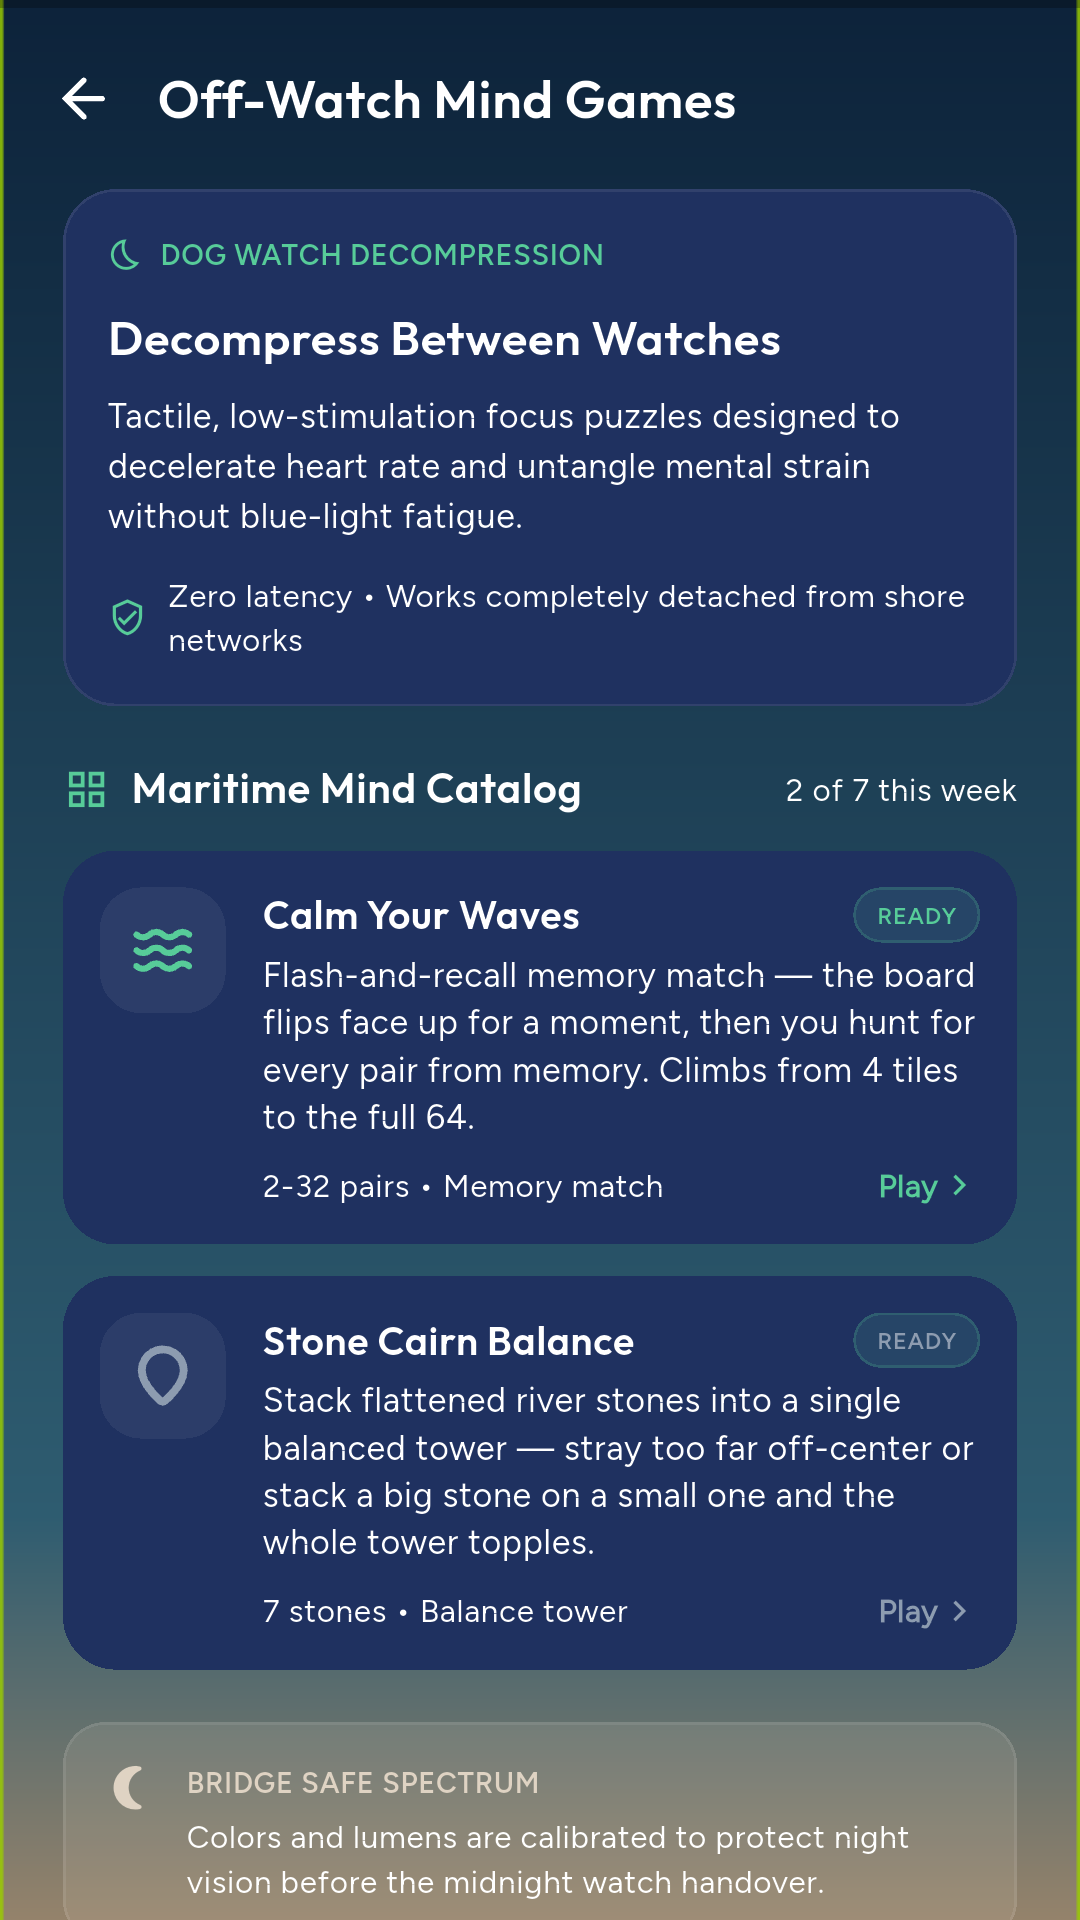 Off-Watch Mind Games
DOG WATCH DECOMPRESSION
Decompress Between Watches
Tactile, low-stimulation focus puzzles designed to
decelerate heart rate and untangle mental strain
without blue-light fatigue.
Zero latency • Works completely detached from shore
networks
Maritime Mind Catalog
2 of 7 this week
Calm Your Waves
READY
Flash-and-recall memory match — the board
flips face up for a moment, then you hunt for
every pair from memory. Climbs from 4 tiles
to the full 64.
2-32 pairs • Memory match
Play
Stone Cairn Balance
READY
Stack flattened river stones into a single
balanced tower — stray too far off-center or
stack a big stone on a small one and the
whole tower topples.
7 stones • Balance tower
Play
BRIDGE SAFE SPECTRUM
Colors and lumens are calibrated to protect night
vision before the midnight watch handover.